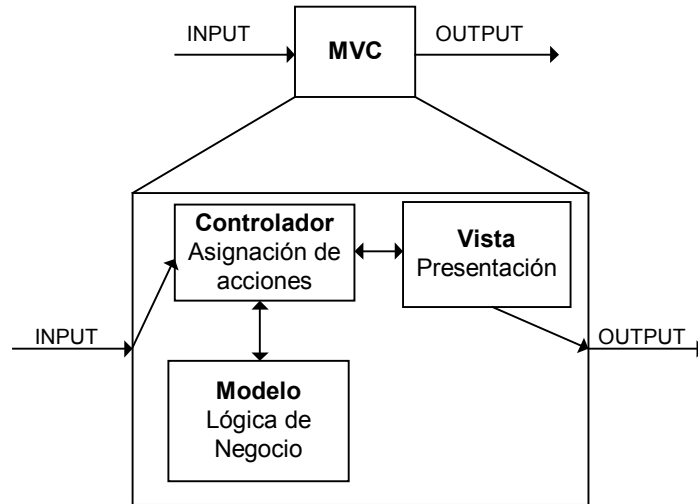 INPUT
MVC
OUTPUT
Controlador
Asignación de
acciones
Vista
Presentación
INPUT
OUTPUT
Modelo
Lógica de
Negocio